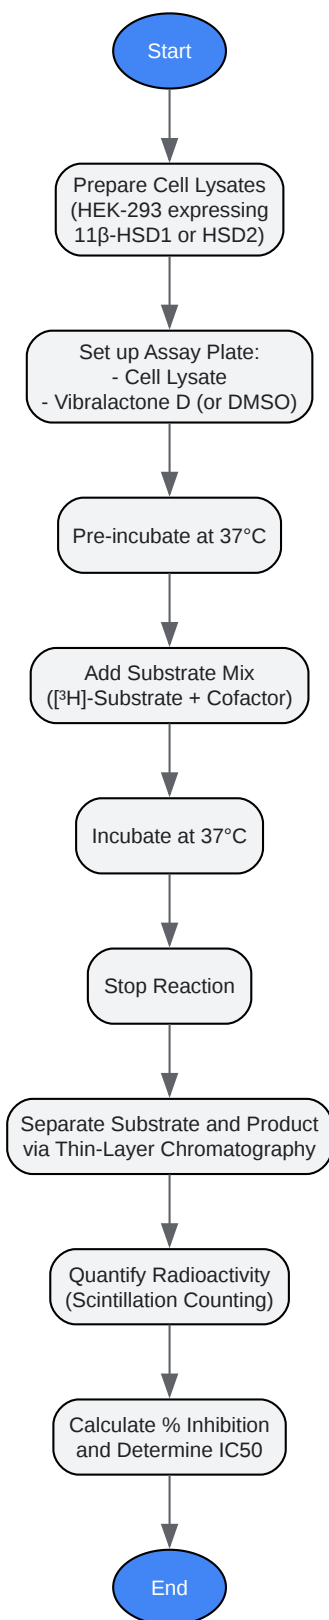 Start
Prepare Cell Lysates
(HEK-293 expressing
11β-HSD1 or HSD2)
Set up Assay Plate:
- Cell Lysate
- Vibralactone D (or DMSO)
Pre-incubate at 37°C
Add Substrate Mix
([³H]-Substrate + Cofactor)
Incubate at 37°C
Stop Reaction
Separate Substrate and Product
via Thin-Layer Chromatography
Quantify Radioactivity
(Scintillation Counting)
Calculate % Inhibition
and Determine IC50
End